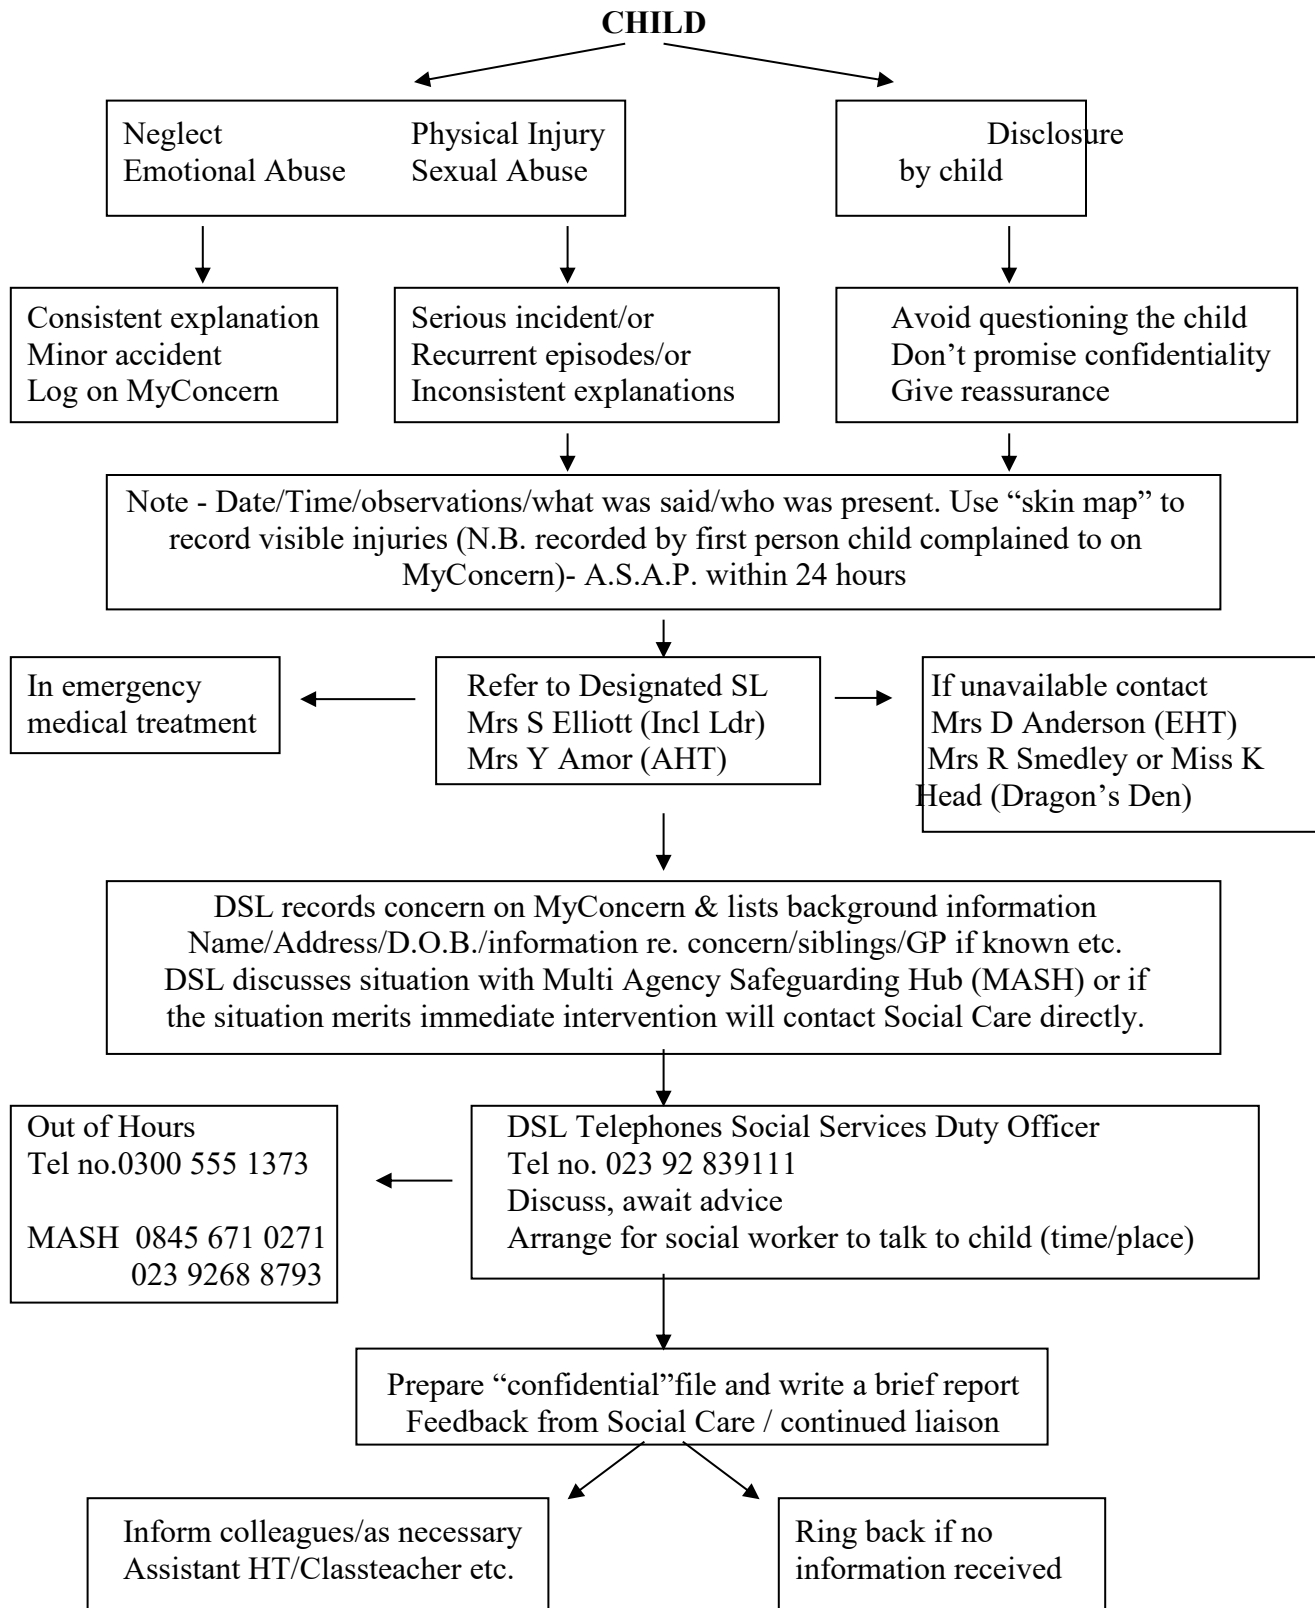 CHILD
Neglect Physical Injury
Emotional Abuse Sexual Abuse
Disclosure
by child
Consistent explanation
Minor accident
Log on MyConcern
Serious incident/or
Recurrent episodes/or
Inconsistent explanations
Avoid questioning the child
Don’t promise confidentiality
Give reassurance
Note - Date/Time/observations/what was said/who was present. Use “skin map” to
record visible injuries (N.B. recorded by first person child complained to on
MyConcern)- A.S.A.P. within 24 hours
In emergency
medical treatment
Refer to Designated SL
Mrs S Elliott (Incl Ldr)
Mrs Y Amor (AHT)
If unavailable contact
Mrs D Anderson (EHT)
Mrs R Smedley or Miss K
Head (Dragon’s Den)
DSL records concern on MyConcern & lists background information
Name/Address/D.O.B./information re. concern/siblings/GP if known etc.
DSL discusses situation with Multi Agency Safeguarding Hub (MASH) or if
the situation merits immediate intervention will contact Social Care directly.
Out of Hours
Tel no.0300 555 1373
MASH 0845 671 0271
023 9268 8793
DSL Telephones Social Services Duty Officer
Tel no. 023 92 839111
Discuss, await advice
Arrange for social worker to talk to child (time/place)
Prepare “confidential”file and write a brief report
Feedback from Social Care / continued liaison
Inform colleagues/as necessary
Assistant HT/Classteacher etc.
Ring back if no
information received